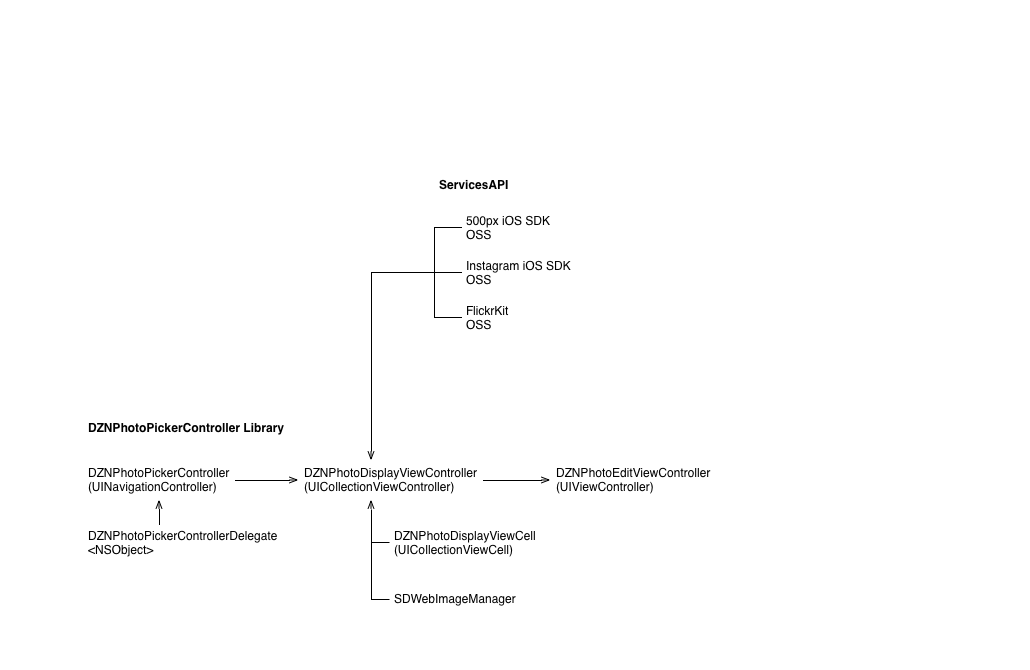 ServicesAPI
500px iOS SDK
OSS
Instagram iOS SDK
OSS
FlickrKit
OSS
DZNPhotoPickerController Library
DZNPhotoPickerController
(UINavigationController)
DZNPhotoDisplayViewController
(UICollectionViewController)
DZNPhotoEditViewController
(UIViewController)
DZNPhotoPickerControllerDelegate
<NSObject>
DZNPhotoDisplayViewCell
(UICollectionViewCell)
SDWebImageManager